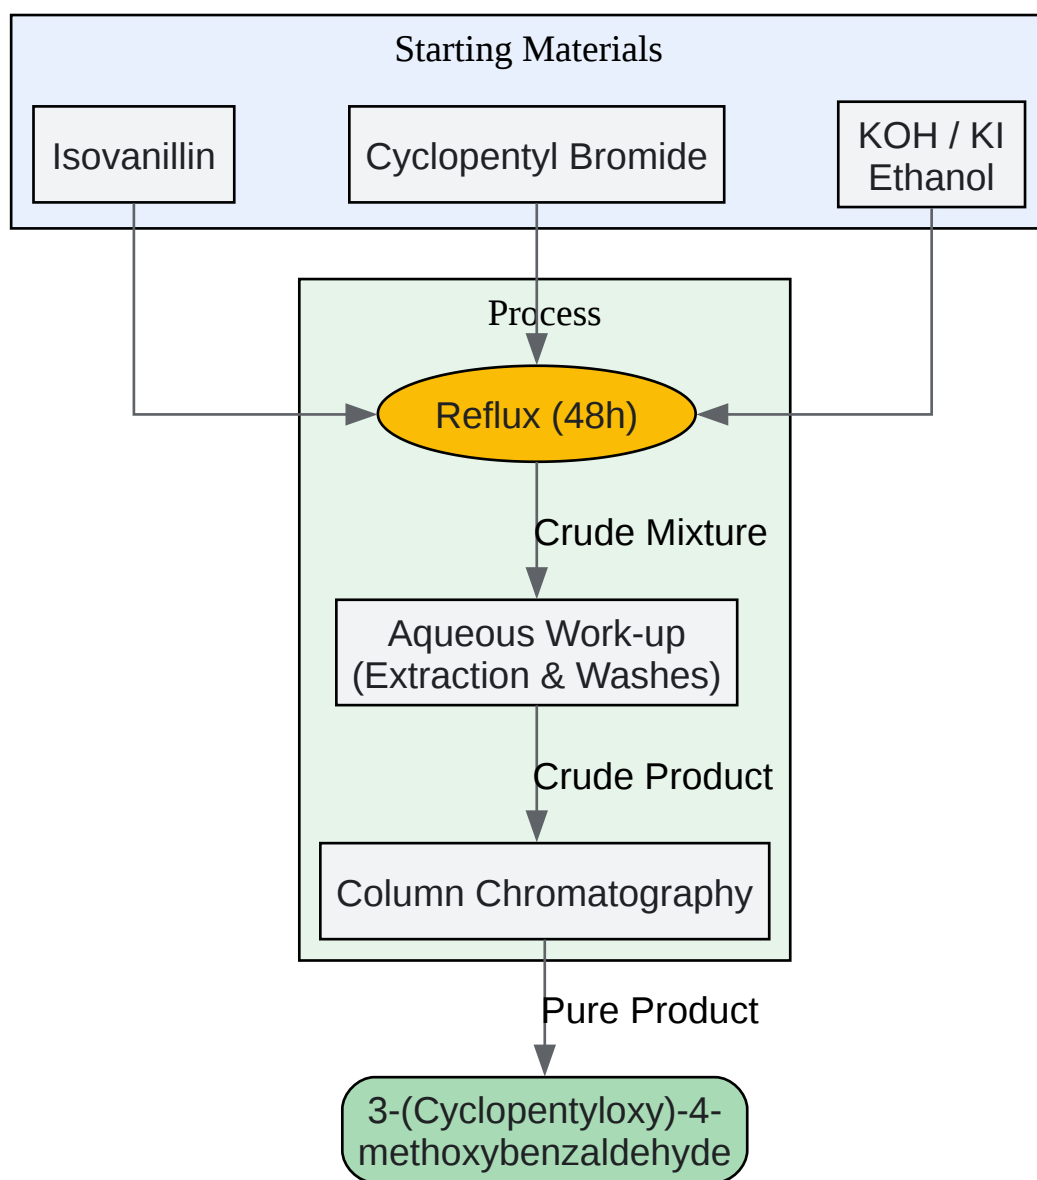 Starting Materials
Isovanillin
Cyclopentyl Bromide
KOH / KI
Ethanol
Process
Reflux (48h)
Crude Mixture
Aqueous Work-up
(Extraction & Washes)
Crude Product
Column Chromatography
Pure Product
3-(Cyclopentyloxy)-4-
methoxybenzaldehyde